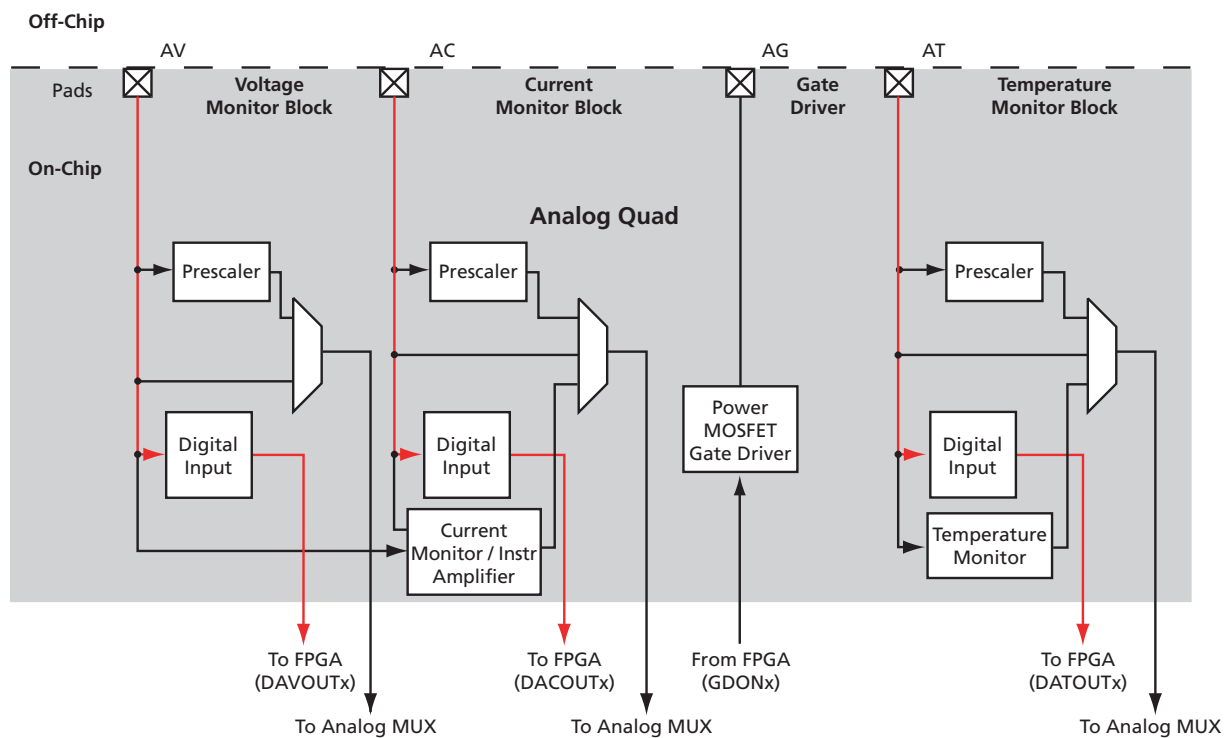 Off-Chip
AV
AC
AG
AT
Pads
Voltage
Monitor Block
Current
Monitor Block
Gate
Driver
Temperature
Monitor Block
On-Chip
Analog Quad
Prescaler
Prescaler
Prescaler
Digital
Input
Digital
Input
Power
MOSFET
Gate Driver
Digital
Input
Current
Monitor / Instr
Amplifier
Temperature
Monitor
To FPGA
(DAVOUTx)
To FPGA
(DACOUTx)
From FPGA
(GDONx)
To FPGA
(DATOUTx)
To Analog MUX
To Analog MUX
To Analog MUX